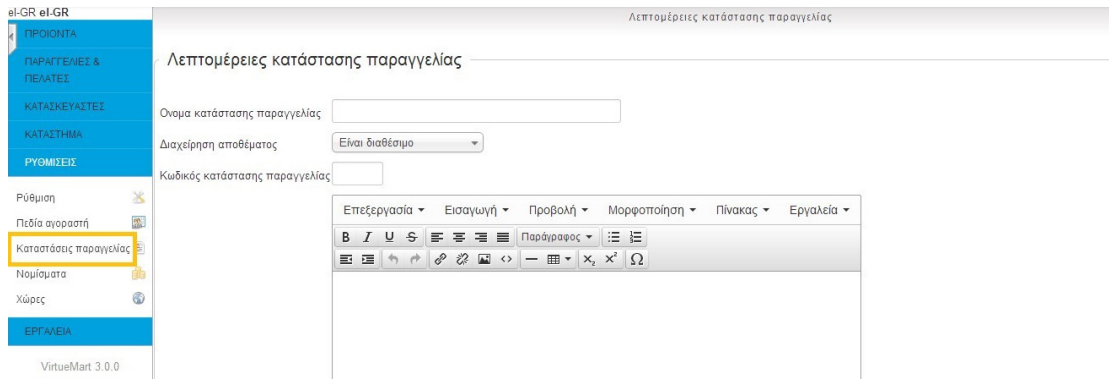 el-GR el-GR
ΠΡΟΙΟΝΤΑ
ΠΑΡΑΓΓΕΛΙΕΣ &
ΠΕΛΑΤΕΣ
ΚΑΤΑΣΚΕΥΑΣΤΕΣ
ΚΑΤΑΣΤΗΜΑ
ΡΥΘΜΙΣΕΙΣ
Ρύθμιση
Πεδία αγοραστή
Καταστάσεις παραγγελίας
Νομίσματα
Χώρες
ΕΡΓΑΛΕΙΑ
VirtueMart 3.0.0
Λεπτομέρειες κατάστασης παραγγελίας
Λεπτομέρειες κατάστασης παραγγελίας
Ονομα κατάστασης παραγγελίας
Διαχείρηση αποθέματος Είναι διαθέσιμο
Κωδικός κατάστασης παραγγελίας
Επεξεργασία Εισαγωγή Προβολή Μορφοποίηση Πίνακας Εργαλεία
B I U S Παράγραφος
X₂ X² Ω